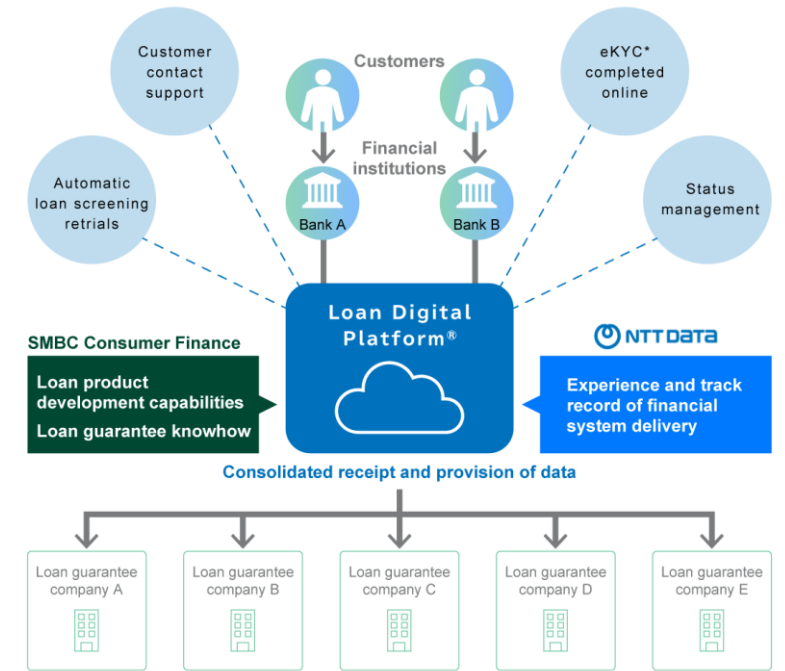 Customer
contact
support
Customers
eKYC*
completed
online
Automatic
loan screening
retrials
Financial
institutions
Status
management
Bank A
Bank B
Loan Digital
Platform®
SMBC Consumer Finance
Loan product
development capabilities
Loan guarantee knowhow
NTT DATA
Experience and track
record of financial
system delivery
Consolidated receipt and provision of data
Loan guarantee
company A
Loan guarantee
company B
Loan guarantee
company C
Loan guarantee
company D
Loan guarantee
company E